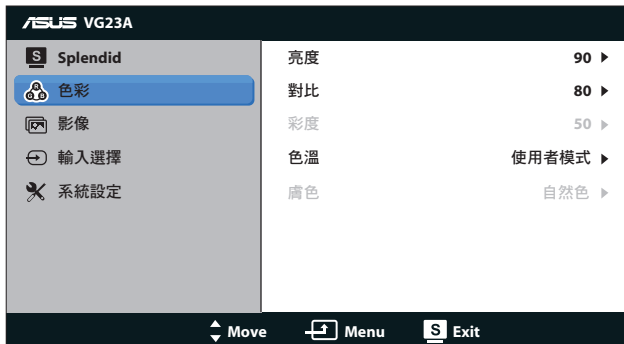 ASUS VG23A
S Splendid
色彩
影像
輸入選擇
系統設定
亮度 90
對比 80
彩度 50
色溫 使用者模式
膚色 自然色
Move Menu S Exit